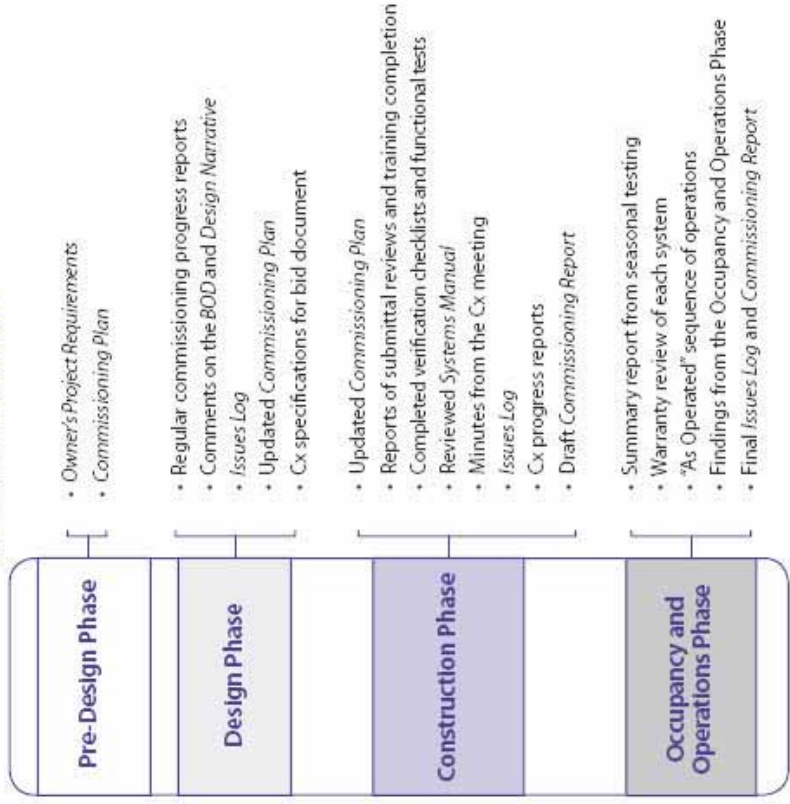 Pre-Design Phase
• Owner's Project Requirements
• Commissioning Plan
Design Phase
• Regular commissioning progress reports
• Comments on the BOD and Design Narrative
• Issues Log
• Updated Commissioning Plan
• Cx specifications for bid document
Construction Phase
• Updated Commissioning Plan
• Reports of submittal reviews and training completion
• Completed verification checklists and functional tests
• Reviewed Systems Manual
• Minutes from the Cx meeting
• Issues Log
• Cx progress reports
• Draft Commissioning Report
Occupancy and
Operations Phase
• Summary report from seasonal testing
• Warranty review of each system
• "As Operated" sequence of operations
• Findings from the Occupancy and Operations Phase
• Final Issues Log and Commissioning Report